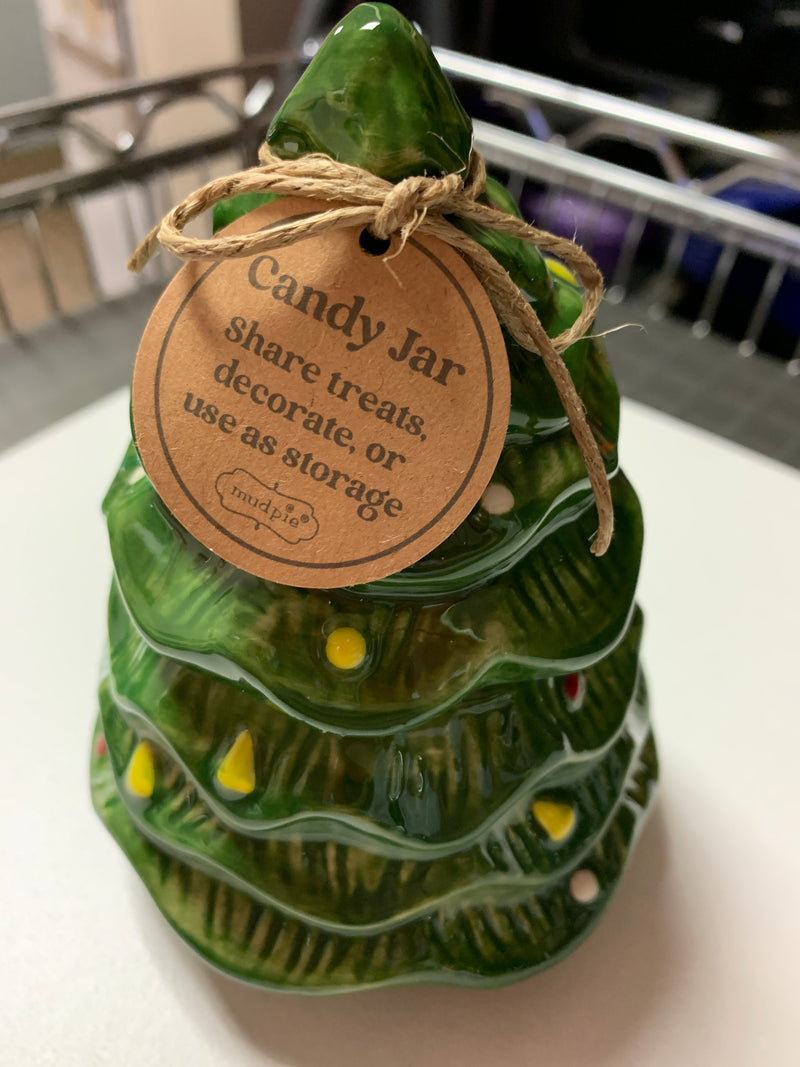 Candy Jar
share treats,
decorate, or
use as storage
mudpie®